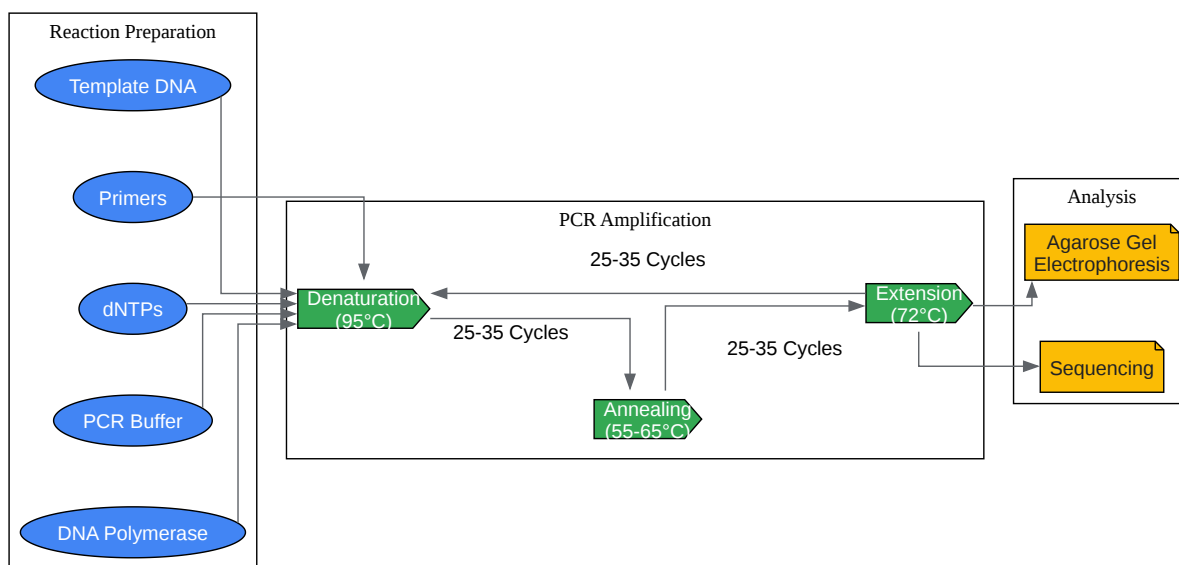 Reaction Preparation
Template DNA
Primers
dNTPs
PCR Buffer
DNA Polymerase
PCR Amplification
25-35 Cycles
Denaturation
(95°C)
25-35 Cycles
Annealing
(55-65°C)
25-35 Cycles
Extension
(72°C)
Analysis
Agarose Gel
Electrophoresis
Sequencing